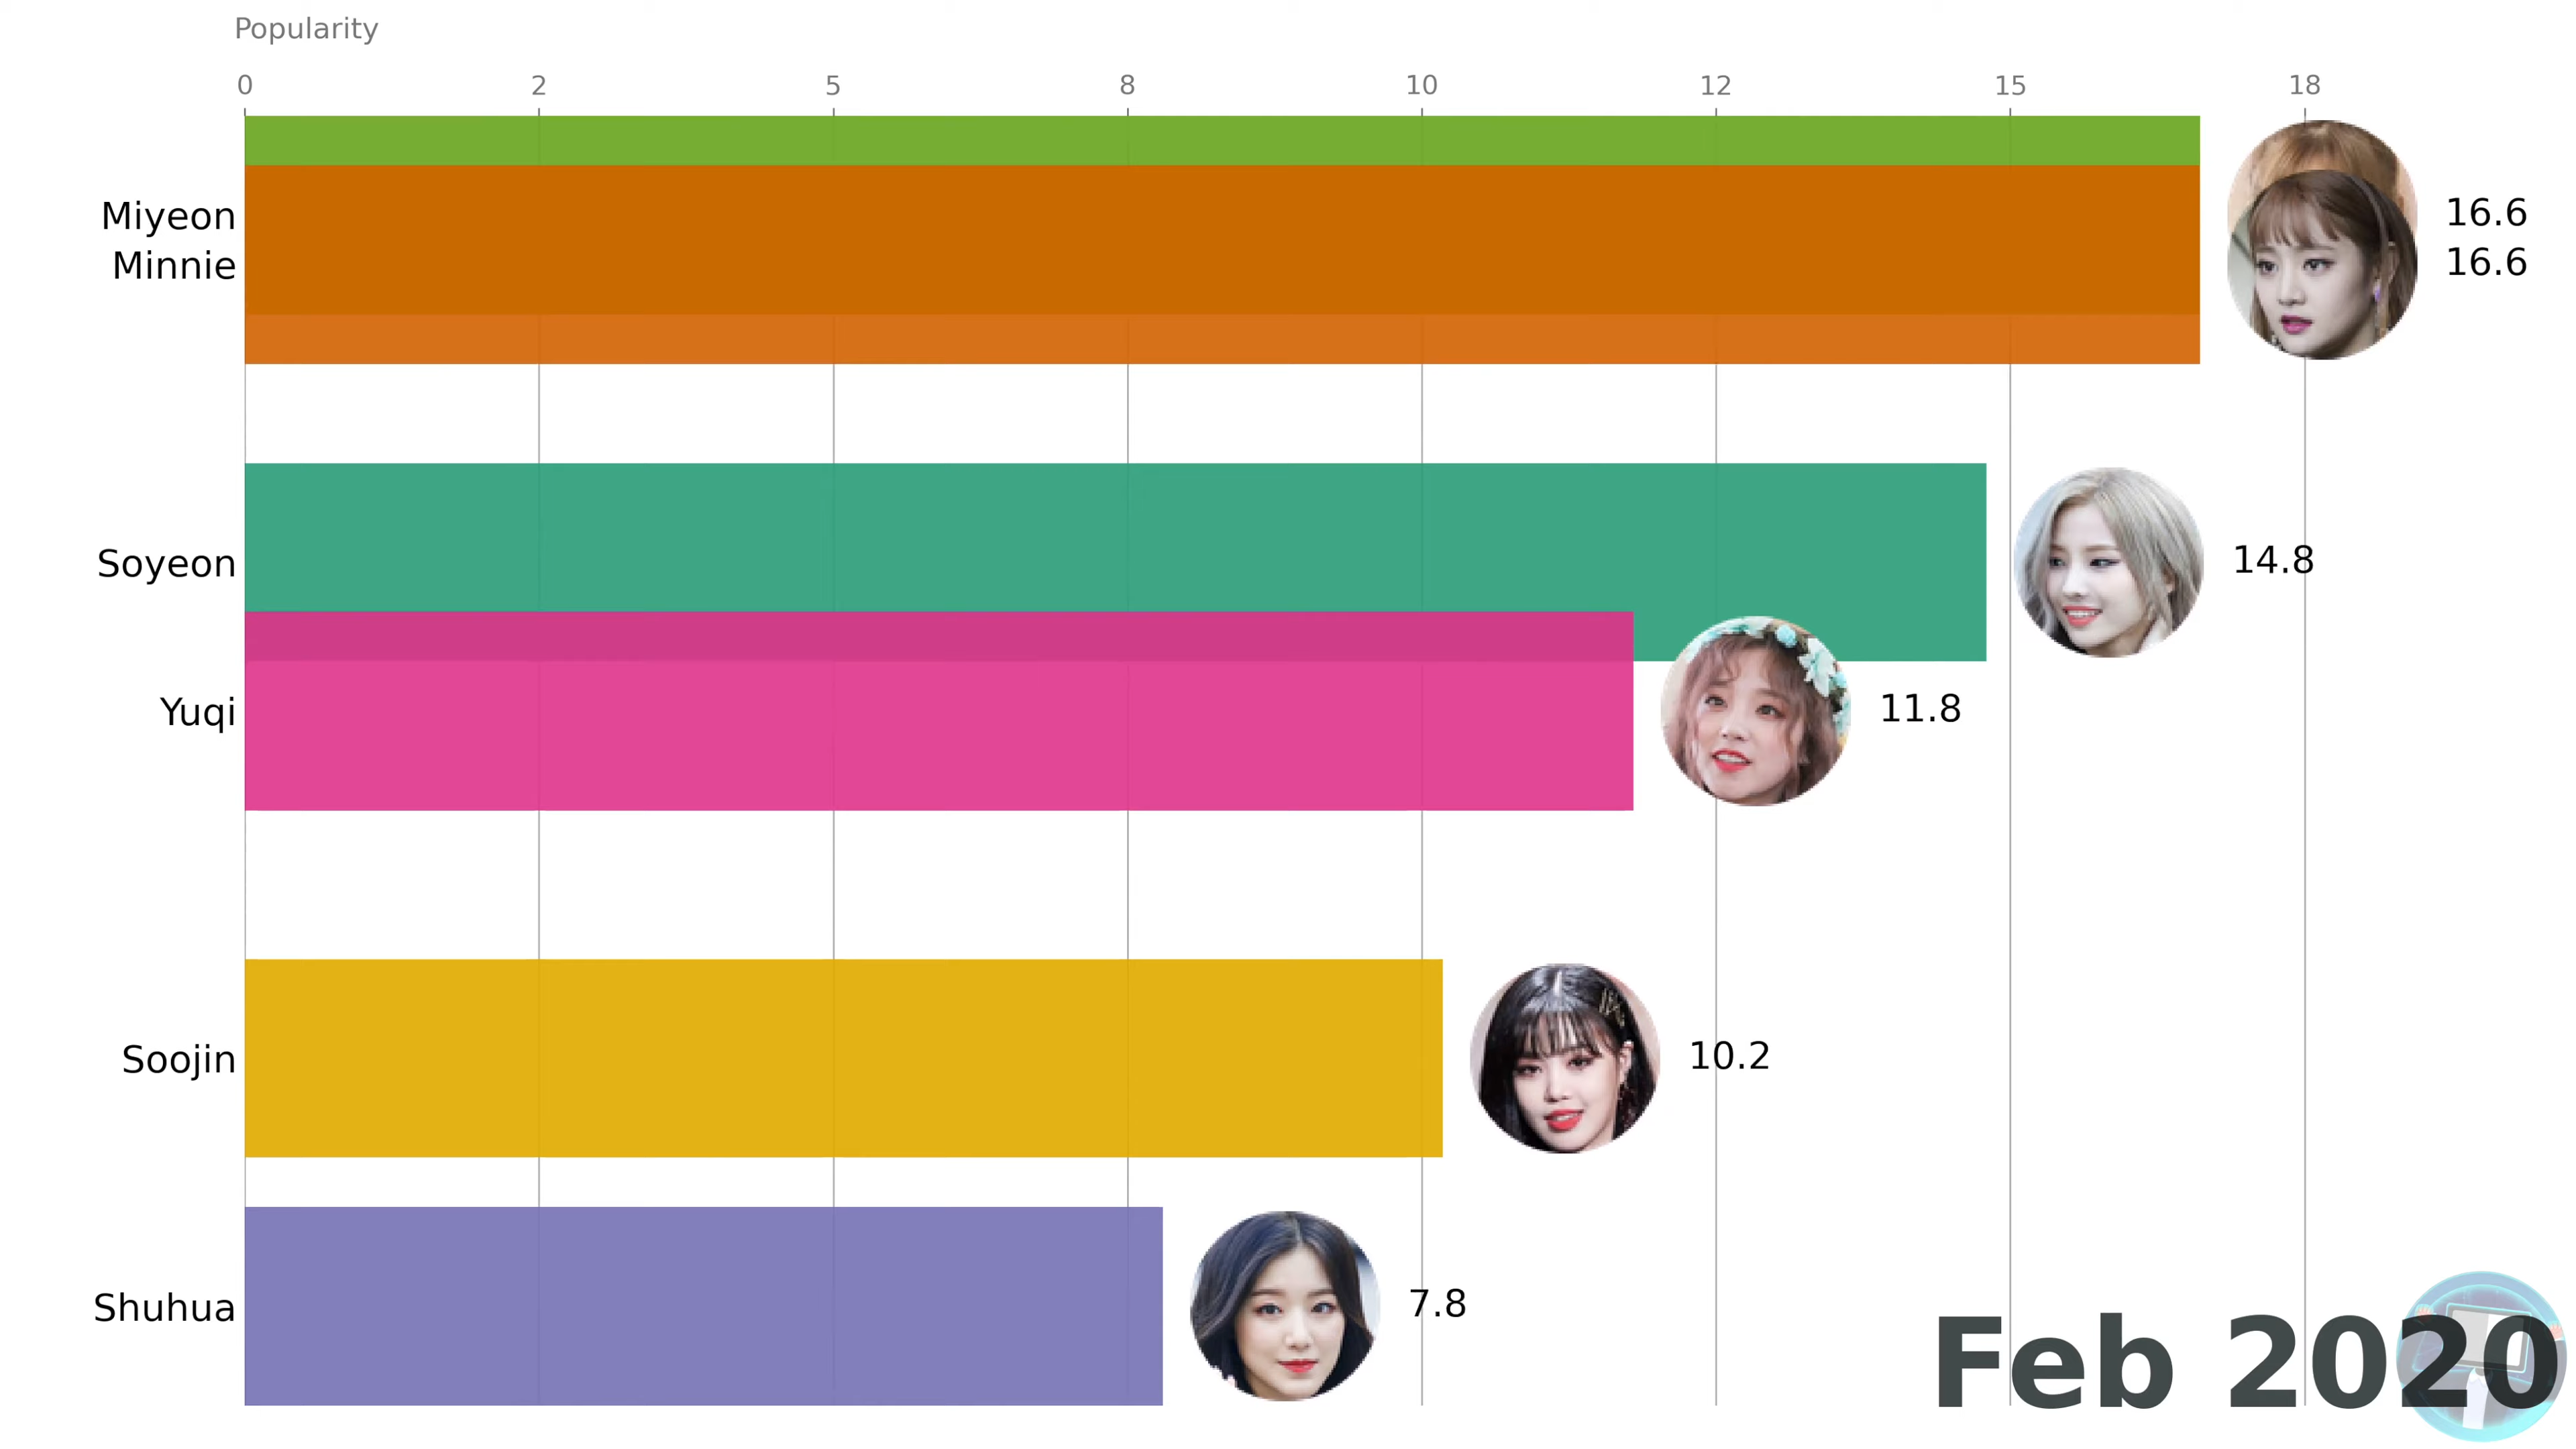 Popularity
0 2 5 8 10 12 15 18
Miyeon 16.6
Minnie 16.6
Soyeon 14.8
Yuqi 11.8
Soojin 10.2
Shuhua 7.8
Feb 2020